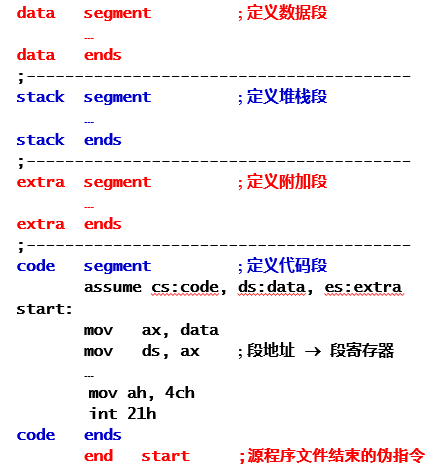 data   segment         ;定义数据段
       …
data   ends
;----------------------------------------
stack  segment         ;定义堆栈段
       …
stack  ends
;----------------------------------------
extra  segment         ;定义附加段
       …
extra  ends
;----------------------------------------
code   segment         ;定义代码段
       assume cs:code, ds:data, es:extra
start:
       mov   ax, data
       mov   ds, ax    ;段地址 → 段寄存器
       …
       mov ah, 4ch
       int 21h
code   ends
       end   start     ;源程序文件结束的伪指令